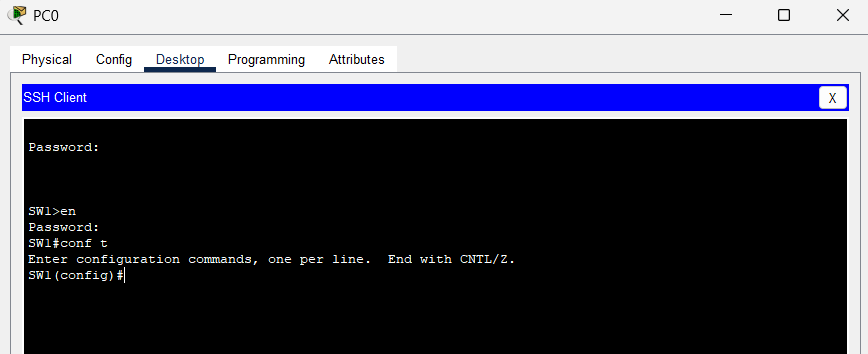 PC0
Physical Config Desktop Programming Attributes
SSH Client X
Password:
SW1>en
Password:
SW1#conf t
Enter configuration commands, one per line.  End with CNTL/Z.
SW1(config)#